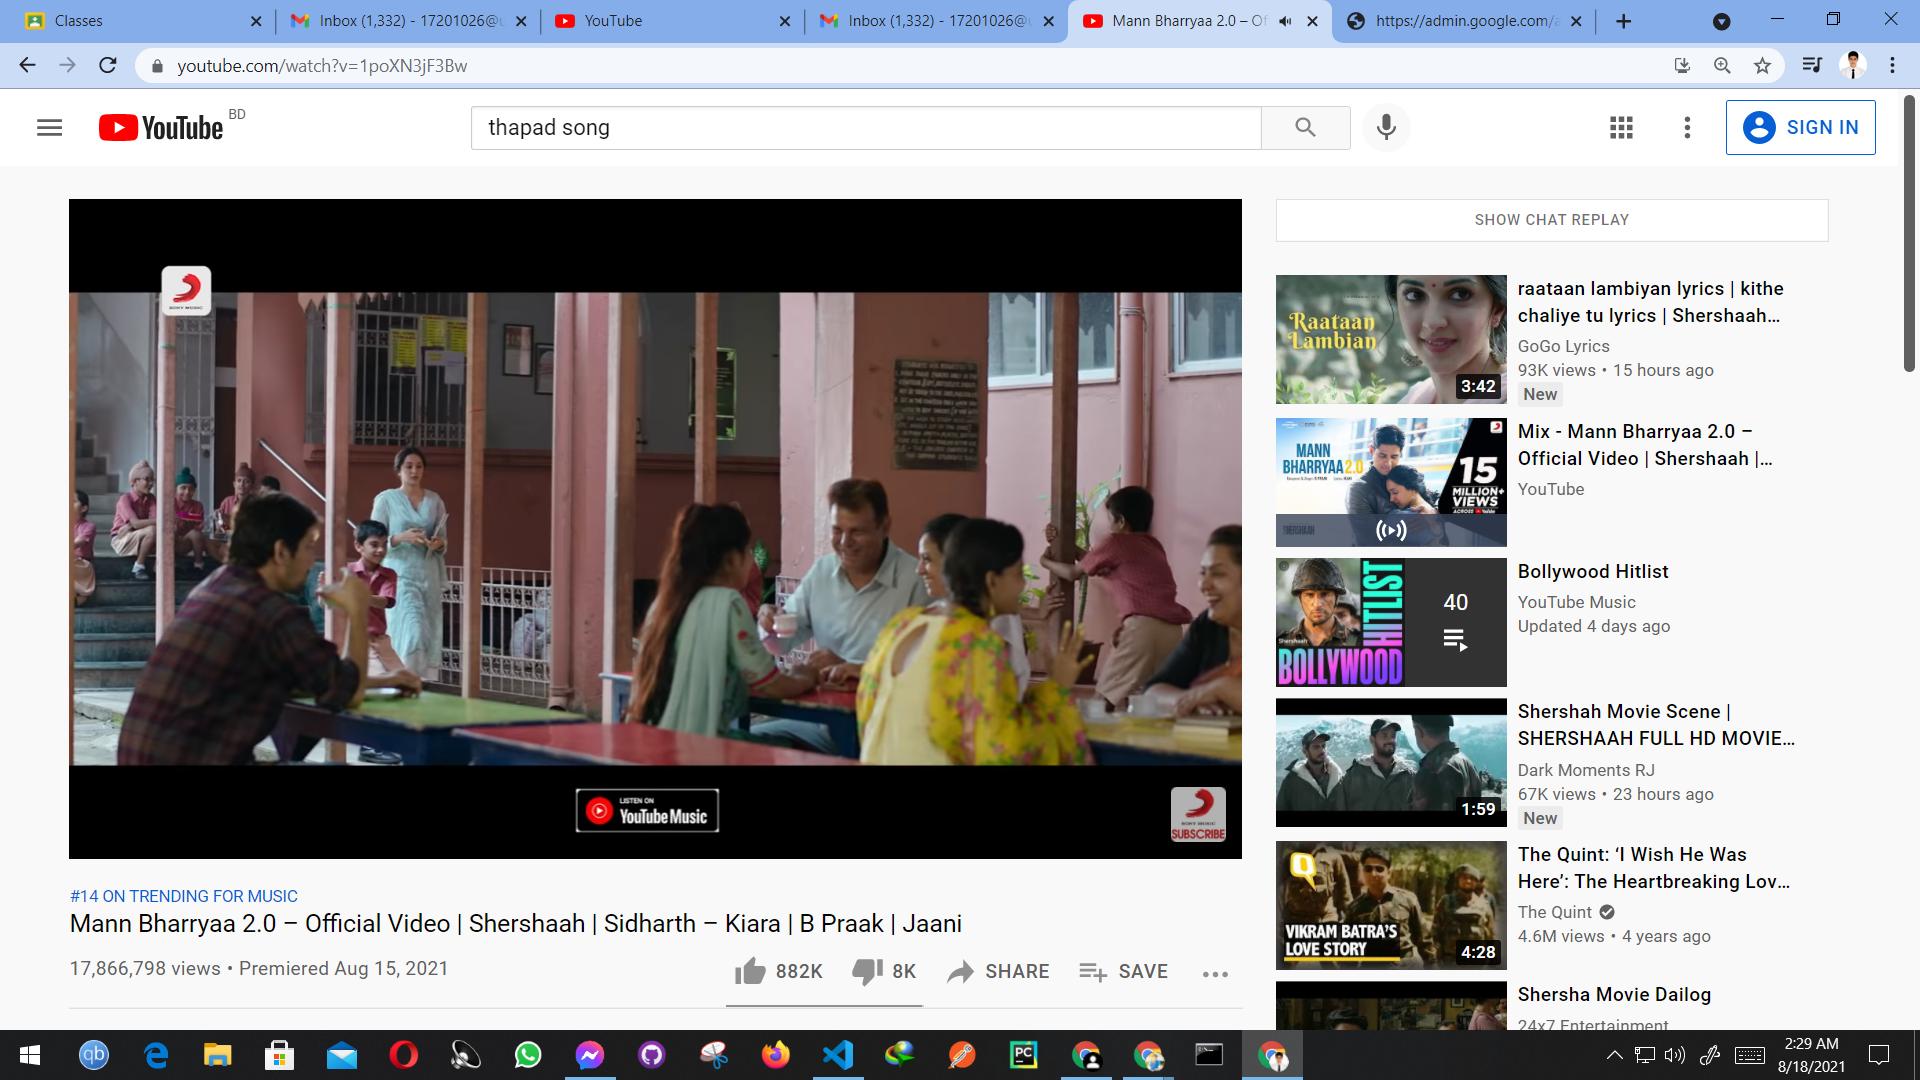 Classes
Inbox (1,332) - 17201026@u
YouTube
Inbox (1,332) - 17201026@u
Mann Bharryaa 2.0 – Of
https://admin.google.com/a
youtube.com/watch?v=1poXN3jF3Bw
YouTube BD
thapad song
SIGN IN
SONY MUSIC
LISTEN ON
YouTube Music
SONY MUSIC
SUBSCRIBE
#14 ON TRENDING FOR MUSIC
Mann Bharryaa 2.0 – Official Video | Shershaah | Sidharth – Kiara | B Praak | Jaani
17,866,798 views • Premiered Aug 15, 2021
882K
8K
SHARE
SAVE
SHOW CHAT REPLAY
Raataan
Lambian
3:42
raataan lambiyan lyrics | kithe
chaliye tu lyrics | Shershaah...
GoGo Lyrics
93K views • 15 hours ago
New
MANN
BHARRYAA 2.0
15
MILLION+
VIEWS
ACROSS YouTube
SHERSHAAH
Mix - Mann Bharryaa 2.0 –
Official Video | Shershaah |...
YouTube
Shershaah
HITLIST
BOLLYWOOD
40
Bollywood Hitlist
YouTube Music
Updated 4 days ago
1:59
Shershah Movie Scene |
SHERSHAAH FULL HD MOVIE...
Dark Moments RJ
67K views • 23 hours ago
New
VIKRAM BATRA'S
LOVE STORY
4:28
The Quint: ‘I Wish He Was
Here’: The Heartbreaking Lov...
The Quint
4.6M views • 4 years ago
Shersha Movie Dailog
24x7 Entertainment
qb
PC
2:29 AM
8/18/2021